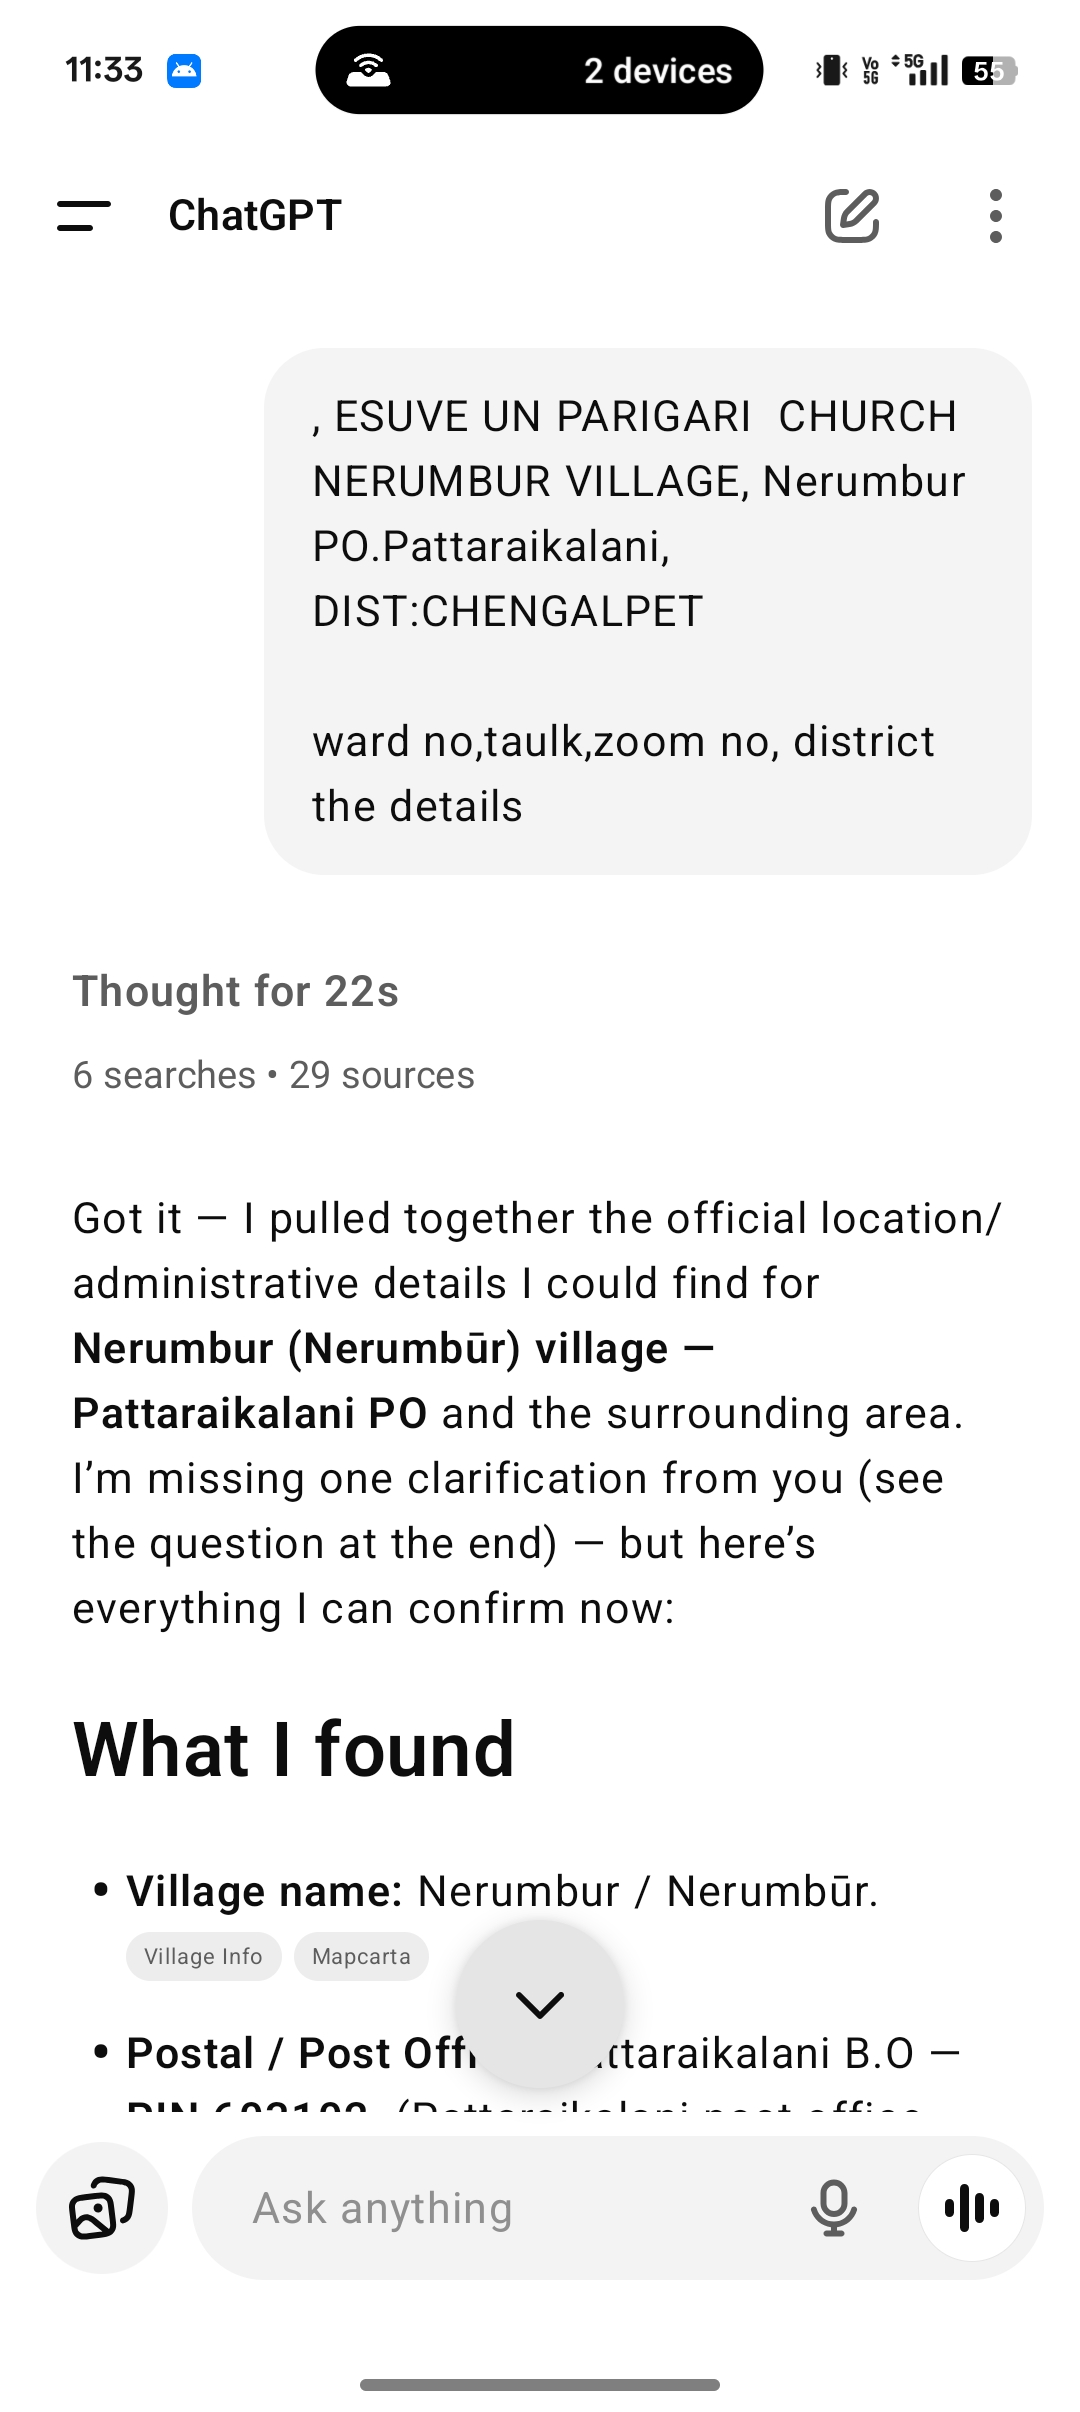 11:33
2 devices
Vo 5G
5G
55
ChatGPT
, ESUVE UN PARIGARI  CHURCH
NERUMBUR VILLAGE, Nerumbur
PO.Pattaraikalani,
DIST:CHENGALPET
ward no,taulk,zoom no, district
the details
Thought for 22s
6 searches • 29 sources
Got it — I pulled together the official location/
administrative details I could find for
Nerumbur (Nerumbūr) village —
Pattaraikalani PO and the surrounding area.
I’m missing one clarification from you (see
the question at the end) — but here’s
everything I can confirm now:
What I found
• Village name: Nerumbur / Nerumbūr.
Village Info Mapcarta
• Postal / Post Offi ttaraikalani B.O —
Ask anything